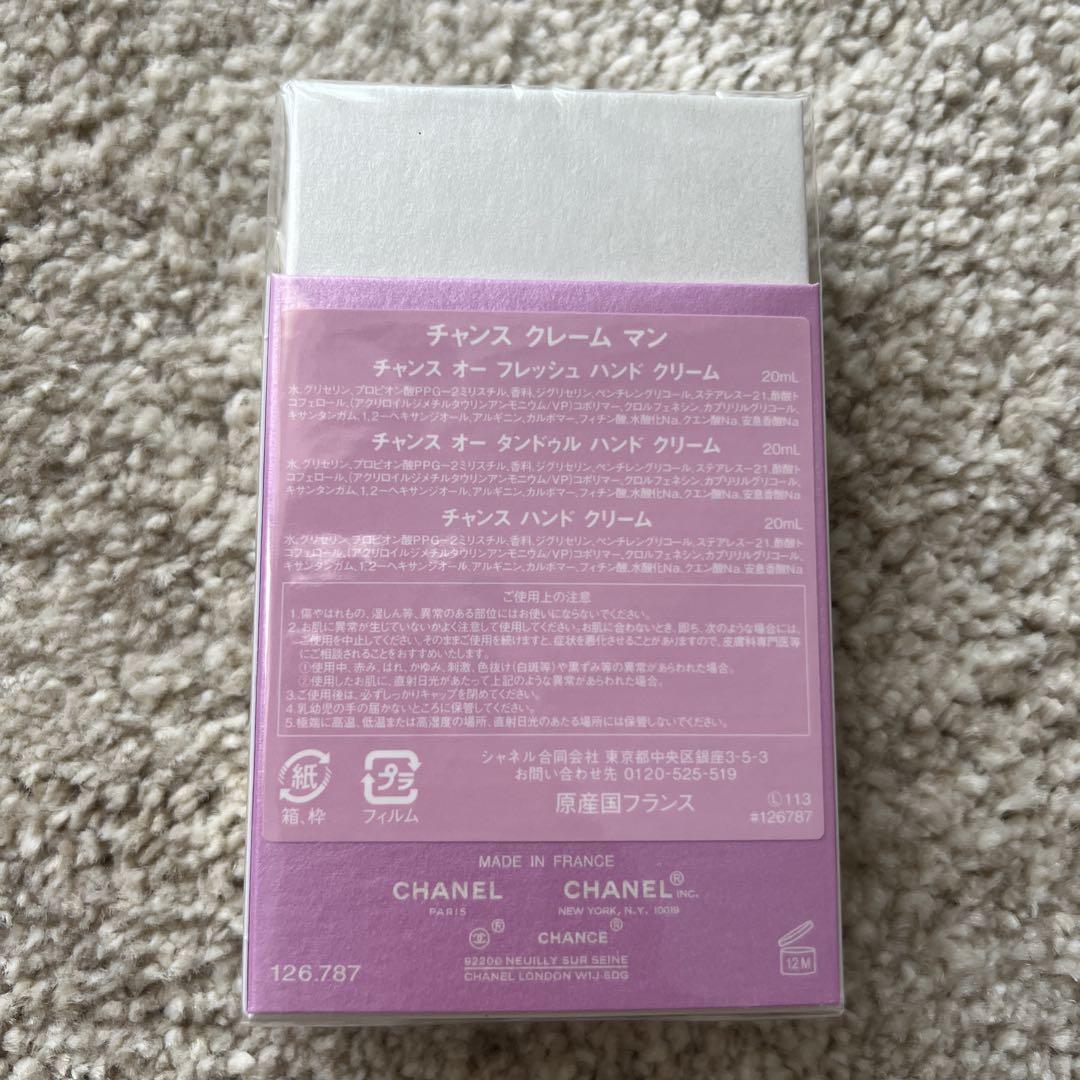 チャンス クレーム マン
チャンス オー フレッシュ ハンド クリーム 20mL
水、グリセリン、プロピオン酸PPG-2ミリスチル、香料、ジグリセリン、ペンチレングリコール、ステアレス-21、酢酸ト
コフェロール、(アクリロイルジメチルタウリンアンモニウム/VP)コポリマー、クロルフェネシン、カプリリルグリコール、
キサンタンガム、1,2-ヘキサンジオール、アルギニン、カルボマー、フィチン酸、水酸化Na、クエン酸Na、安息香酸Na
チャンス オー タンドゥル ハンド クリーム 20mL
水、グリセリン、プロピオン酸PPG-2ミリスチル、香料、ジグリセリン、ペンチレングリコール、ステアレス-21、酢酸ト
コフェロール、(アクリロイルジメチルタウリンアンモニウム/VP)コポリマー、クロルフェネシン、カプリリルグリコール、
キサンタンガム、1,2-ヘキサンジオール、アルギニン、カルボマー、フィチン酸、水酸化Na、クエン酸Na、安息香酸Na
チャンス ハンド クリーム 20mL
水、グリセリン、プロピオン酸PPG-2ミリスチル、香料、ジグリセリン、ペンチレングリコール、ステアレス-21、酢酸ト
コフェロール、(アクリロイルジメチルタウリンアンモニウム/VP)コポリマー、クロルフェネシン、カプリリルグリコール、
キサンタンガム、1,2-ヘキサンジオール、アルギニン、カルボマー、フィチン酸、水酸化Na、クエン酸Na、安息香酸Na
ご使用上の注意
1.傷やはれもの、湿しん等、異常のある部位にはお使いにならないでください。
2.お肌に異常が生じていないかよく注意して使用してください。お肌に合わないとき、即ち、次のような場合には、
ご使用を中止してください。そのままご使用を続けますと、症状を悪化させることがありますので、皮膚科専門医等
にご相談されることをおすすめいたします。
①使用中、赤み、はれ、かゆみ、刺激、色抜け(白斑等)や黒ずみ等の異常があらわれた場合。
②使用したお肌に、直射日光があたって上記のような異常があらわれた場合。
3.ご使用後は、必ずしっかりキャップを閉めてください。
4.乳幼児の手の届かないところに保管してください。
5.極端に高温、低温または高湿度の場所、直射日光のあたる場所には保管しないでください。
紙
箱、枠
プラ
フィルム
シャネル合同会社 東京都中央区銀座3-5-3
お問い合わせ先 0120-525-519
原産国フランス
Ⓛ113
#126787
MADE IN FRANCE
CHANEL
PARIS
CHANEL® INC.
NEW YORK, N.Y. 10019
® CHANCE®
92200 NEUILLY SUR SEINE
CHANEL LONDON W1J 6DG
126.787
12 M